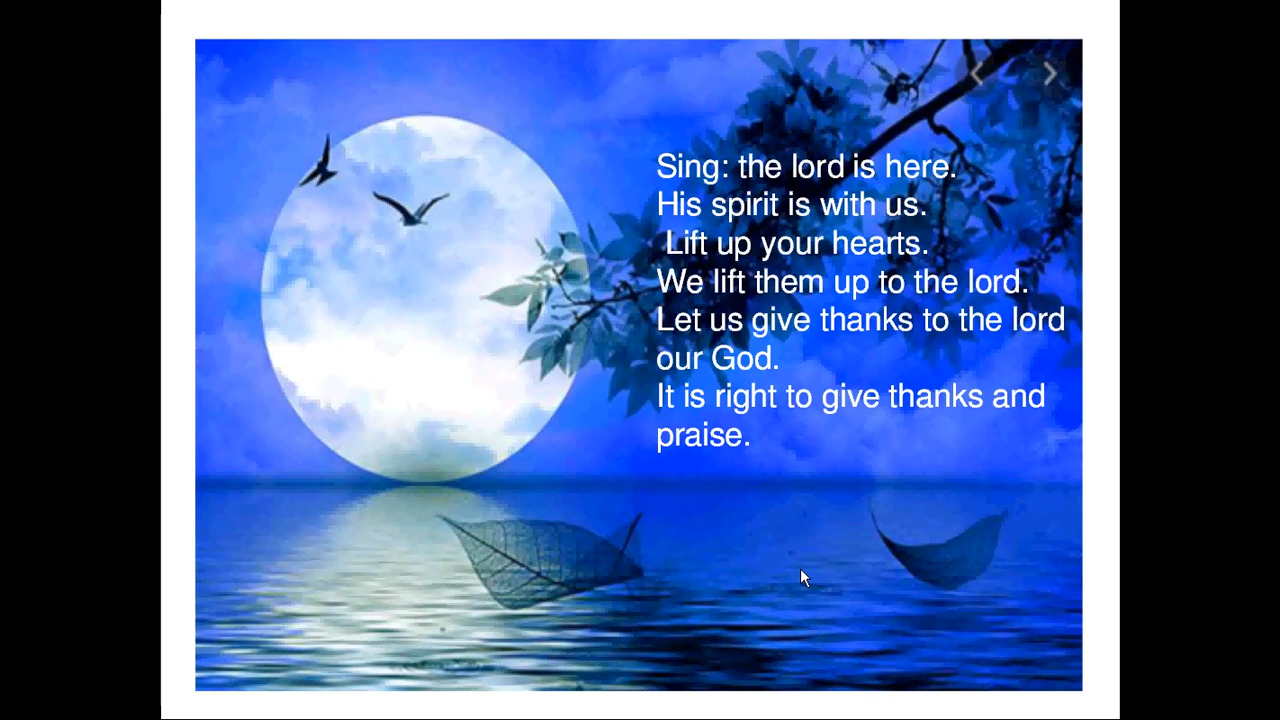 Sing: the lord is here.
His spirit is with us.
Lift up your hearts.
We lift them up to the lord.
Let us give thanks to the lord
our God.
It is right to give thanks and
praise.